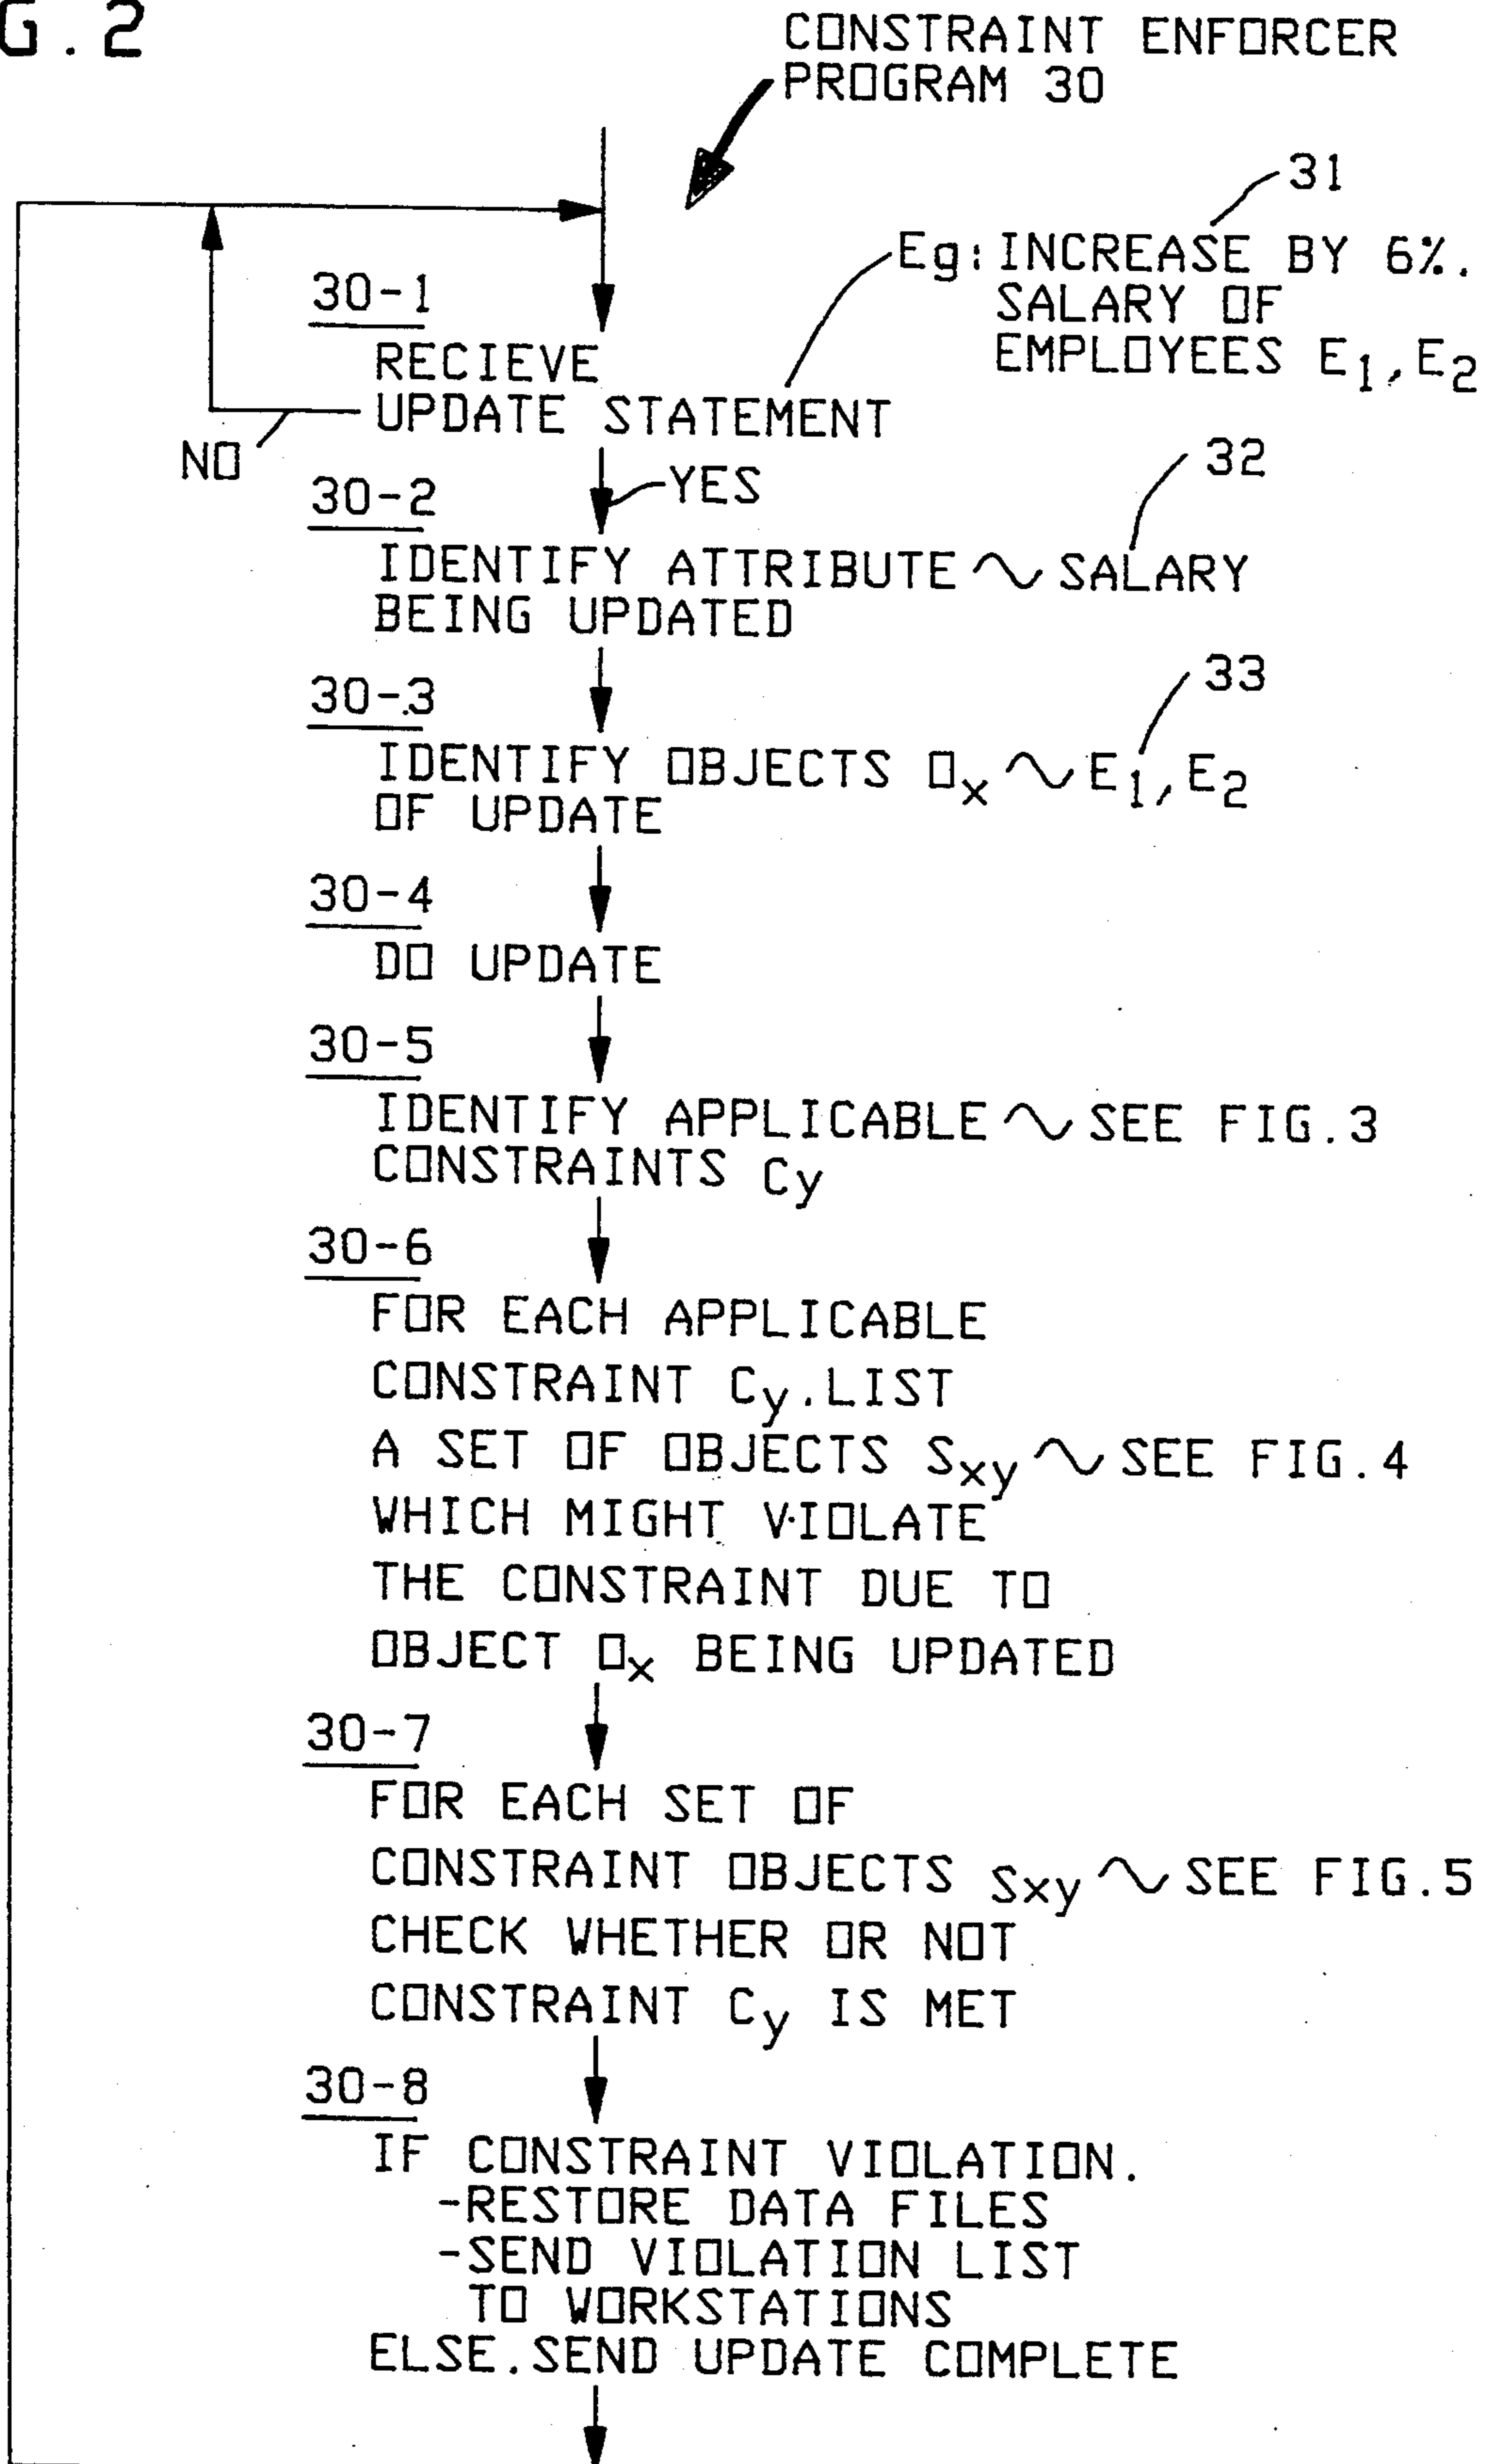 G.2
CONSTRAINT ENFORCER
PROGRAM 30
31
Eg: INCREASE BY 6%.
SALARY OF
EMPLOYEES E1, E2
30-1
RECIEVE
UPDATE STATEMENT
NO
YES
32
30-2
IDENTIFY ATTRIBUTE ~ SALARY
BEING UPDATED
33
30-3
IDENTIFY OBJECTS Ox ~ E1, E2
OF UPDATE
30-4
DO UPDATE
30-5
IDENTIFY APPLICABLE ~ SEE FIG.3
CONSTRAINTS Cy
30-6
FOR EACH APPLICABLE
CONSTRAINT Cy.LIST
A SET OF OBJECTS Sxy ~ SEE FIG.4
WHICH MIGHT VIOLATE
THE CONSTRAINT DUE TO
OBJECT Ox BEING UPDATED
30-7
FOR EACH SET OF
CONSTRAINT OBJECTS Sxy ~ SEE FIG.5
CHECK WHETHER OR NOT
CONSTRAINT Cy IS MET
30-8
IF CONSTRAINT VIOLATION.
-RESTORE DATA FILES
-SEND VIOLATION LIST
TO WORKSTATIONS
ELSE.SEND UPDATE COMPLETE